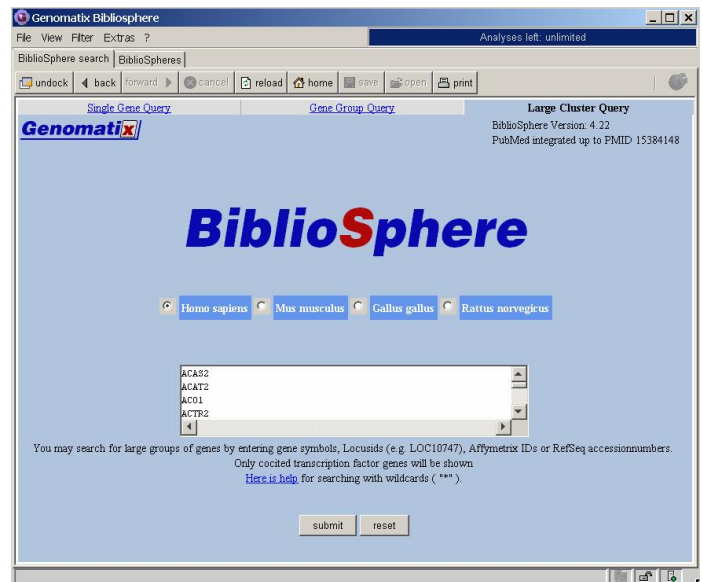 Genomatix Bibliosphere
File View Filter Extras ? Analyses left: unlimited
BiblioSphere search BiblioSpheres
undock back forward cancel reload home save open print
Single Gene Query Gene Group Query Large Cluster Query
Genomatix
BiblioSphere Version: 4.22
PubMed integrated up to PMID 15384148
BiblioSphere
Homo sapiens Mus musculus Gallus gallus Rattus norvegicus
ACAS2
ACAT2
ACO1
ACTR2
You may search for large groups of genes by entering gene symbols, Locusids (e.g. LOC10747), Affymetrix IDs or RefSeq accessionnumbers.
Only cocited transcription factor genes will be shown
Here is help for searching with wildcards ( "*" ).
submit reset